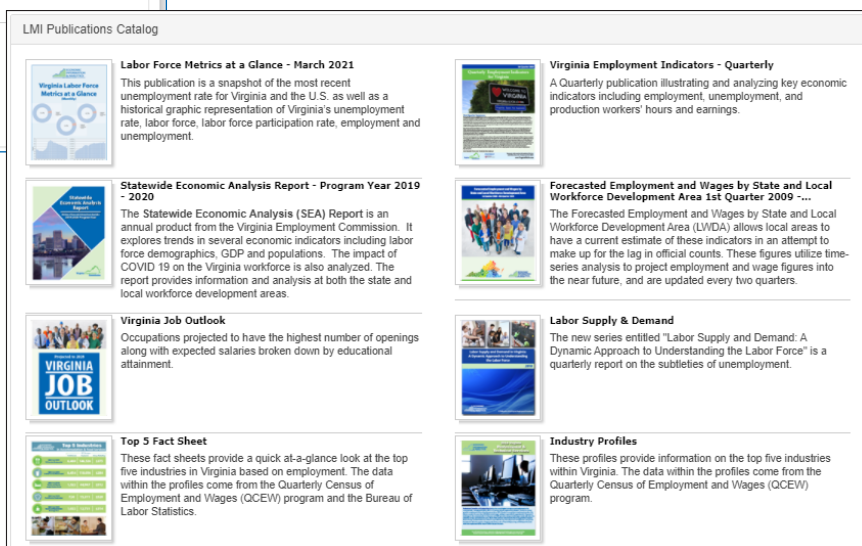 LMI Publications Catalog
Labor Force Metrics at a Glance - March 2021
This publication is a snapshot of the most recent
unemployment rate for Virginia and the U.S. as well as a
historical graphic representation of Virginia's unemployment
rate, labor force, labor force participation rate, employment and
unemployment.
Virginia Labor Force
Metrics at a Glance
Virginia Employment Indicators - Quarterly
A Quarterly publication illustrating and analyzing key economic
indicators including employment, unemployment, and
production workers' hours and earnings.
WELCOME TO
VIRGINIA
Statewide Economic Analysis Report - Program Year 2019
- 2020
The Statewide Economic Analysis (SEA) Report is an
annual product from the Virginia Employment Commission. It
explores trends in several economic indicators including labor
force demographics, GDP and populations. The impact of
COVID 19 on the Virginia workforce is also analyzed. The
report provides information and analysis at both the state and
local workforce development areas.
Statewide
Economic Analysis
Report
Forecasted Employment and Wages by State and Local
Workforce Development Area 1st Quarter 2009 -...
The Forecasted Employment and Wages by State and Local
Workforce Development Area (LWDA) allows local areas to
have a current estimate of these indicators in an attempt to
make up for the lag in official counts. These figures utilize time-
series analysis to project employment and wage figures into
the near future, and are updated every two quarters.
Virginia Job Outlook
Occupations projected to have the highest number of openings
along with expected salaries broken down by educational
attainment.
VIRGINIA
JOB
OUTLOOK
Labor Supply & Demand
The new series entitled "Labor Supply and Demand: A
Dynamic Approach to Understanding the Labor Force" is a
quarterly report on the subtleties of unemployment.
Top 5 Fact Sheet
These fact sheets provide a quick at-a-glance look at the top
five industries in Virginia based on employment. The data
within the profiles come from the Quarterly Census of
Employment and Wages (QCEW) program and the Bureau of
Labor Statistics.
Top 5 Industries
Industry Profiles
These profiles provide information on the top five industries
within Virginia. The data within the profiles come from the
Quarterly Census of Employment and Wages (QCEW)
program.